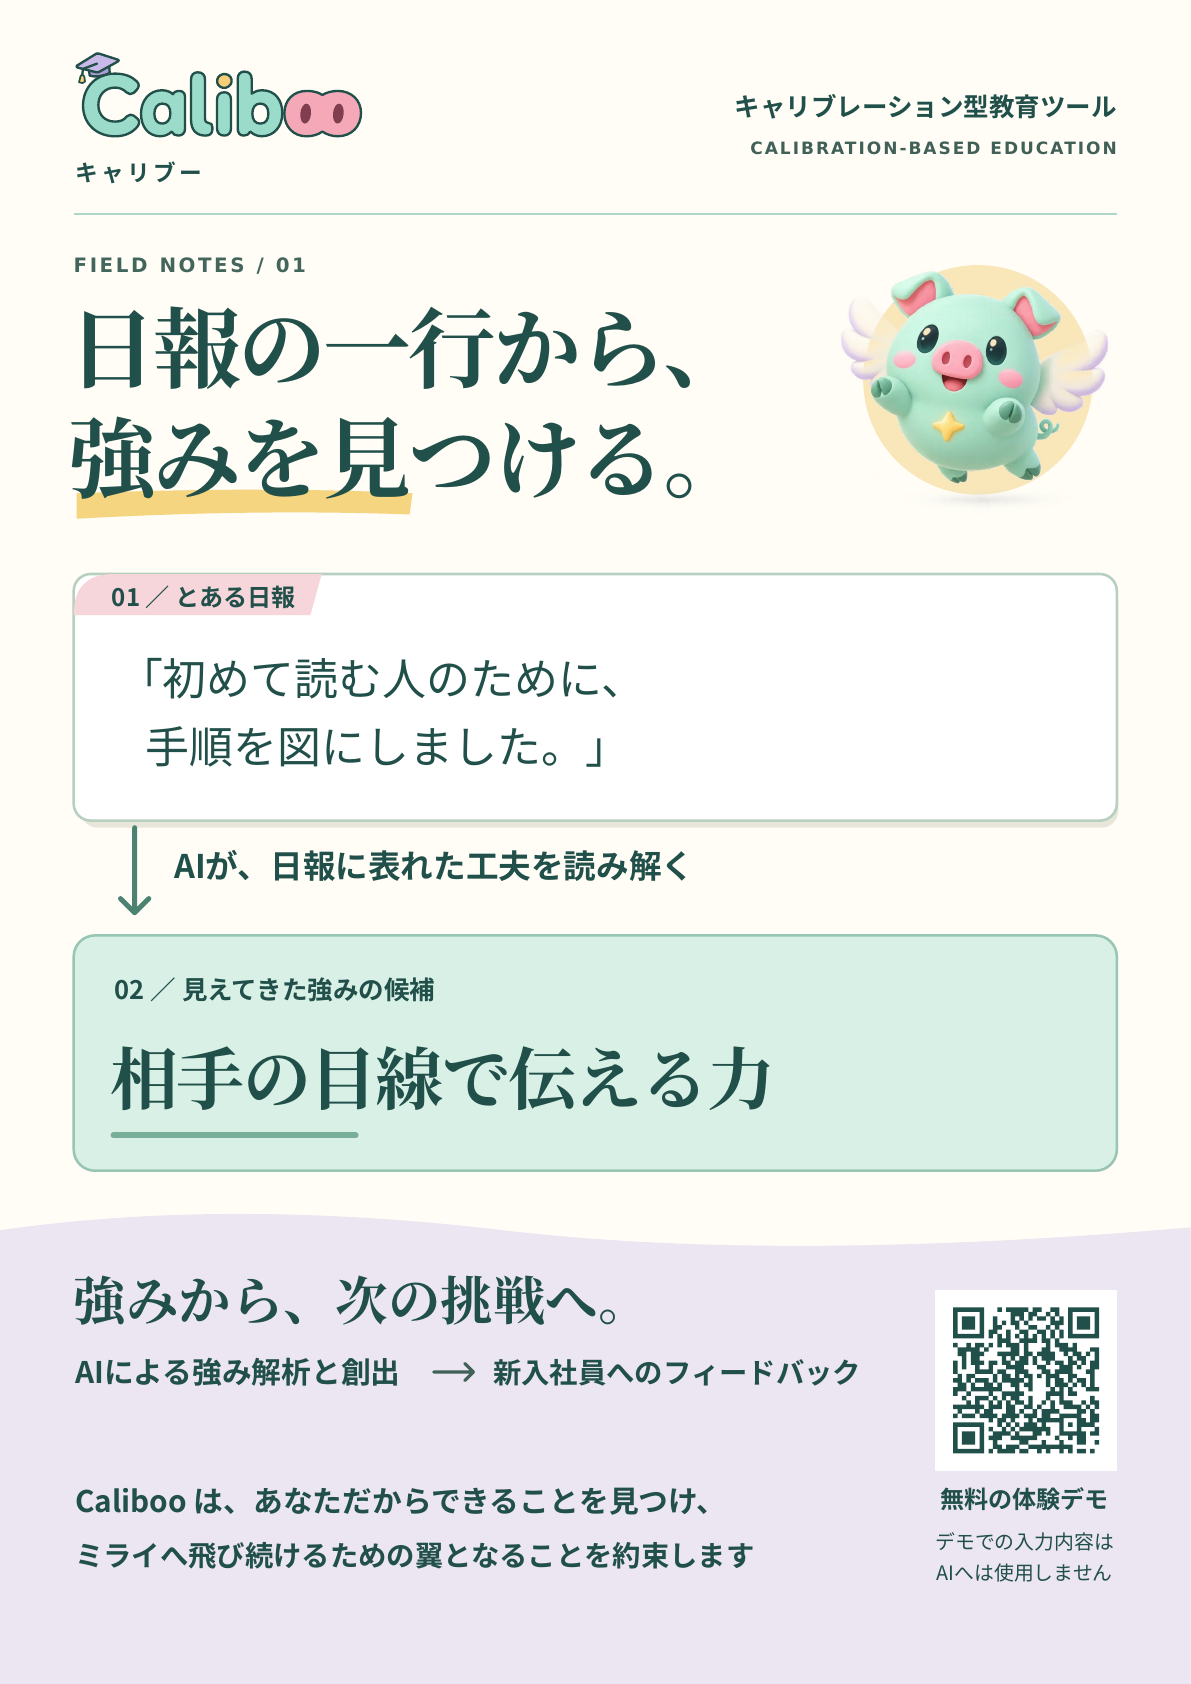 Caliboo
キャリブー
キャリブレーション型教育ツール
CALIBRATION-BASED EDUCATION
FIELD NOTES / 01
日報の一行から、
強みを見つける。
01 ／ とある日報
「初めて読む人のために、
手順を図にしました。」
AIが、日報に表れた工夫を読み解く
02 ／ 見えてきた強みの候補
相手の目線で伝える力
強みから、次の挑戦へ。
AIによる強み解析と創出 → 新入社員へのフィードバック
Caliboo は、あなただからできることを見つけ、
ミライへ飛び続けるための翼となることを約束します
無料の体験デモ
デモでの入力内容は
AIへは使用しません